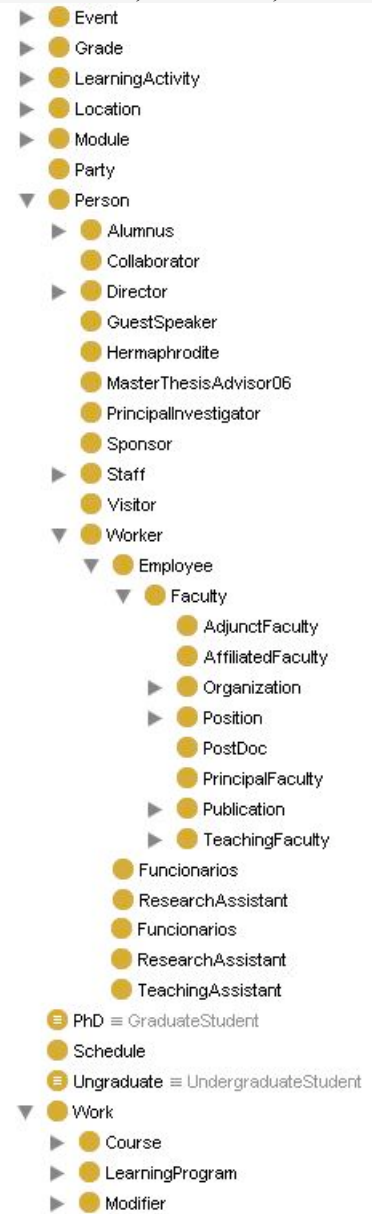 Event
Grade
LearningActivity
Location
Module
Party
Person
Alumnus
Collaborator
Director
GuestSpeaker
Hermaphrodite
MasterThesisAdvisor06
PrincipalInvestigator
Sponsor
Staff
Visitor
Worker
Employee
Faculty
AdjunctFaculty
AffiliatedFaculty
Organization
Position
PostDoc
PrincipalFaculty
Publication
TeachingFaculty
Funcionarios
ResearchAssistant
Funcionarios
ResearchAssistant
TeachingAssistant
PhD ≡ GraduateStudent
Schedule
Ungraduate ≡ UndergraduateStudent
Work
Course
LearningProgram
Modifier